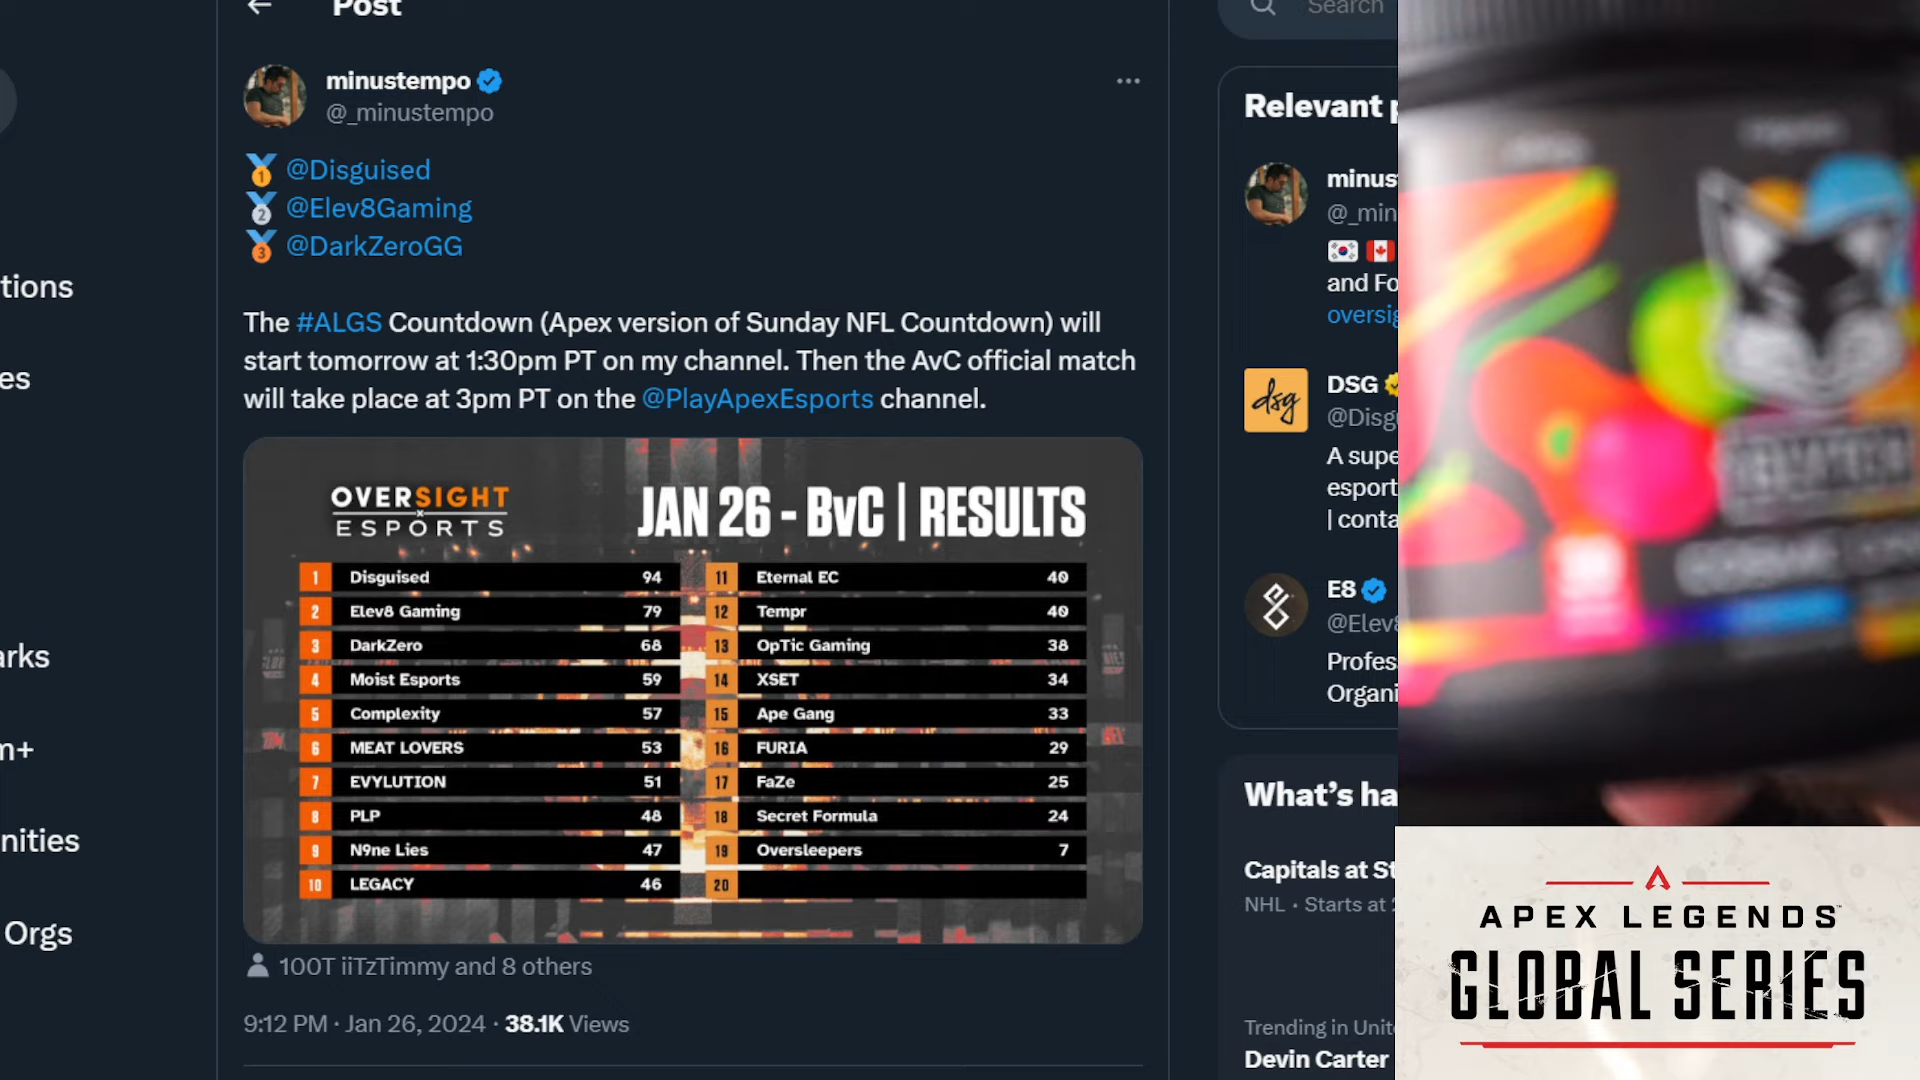 Post
Search
minustempo
@_minustempo
@Disguised
@Elev8Gaming
@DarkZeroGG
The #ALGS Countdown (Apex version of Sunday NFL Countdown) will
start tomorrow at 1:30pm PT on my channel. Then the AvC official match
will take place at 3pm PT on the @PlayApexEsports channel.
OVERSIGHT
ESPORTS
JAN 26 - BvC | RESULTS
1 Disguised 94
2 Elev8 Gaming 79
3 DarkZero 68
4 Moist Esports 59
5 Complexity 57
6 MEAT LOVERS 53
7 EVYLUTION 51
8 PLP 48
9 N9ne Lies 47
10 LEGACY 46
11 Eternal EC 40
12 Tempr 40
13 OpTic Gaming 38
14 XSET 34
15 Ape Gang 33
16 FURIA 29
17 FaZe 25
18 Secret Formula 24
19 Oversleepers 7
20
100T iiTzTimmy and 8 others
9:12 PM · Jan 26, 2024 · 38.1K Views
tions
es
arks
m+
nities
Orgs
Relevant p
minus
@_min
and Fo
oversig
DSG
@Disg
dsg
A supe
esport
| conta
E8
@Elev8
Profes
Organi
What's ha
Capitals at St
NHL · Starts at
Trending in Unit
Devin Carter
APEX LEGENDS
GLOBAL SERIES